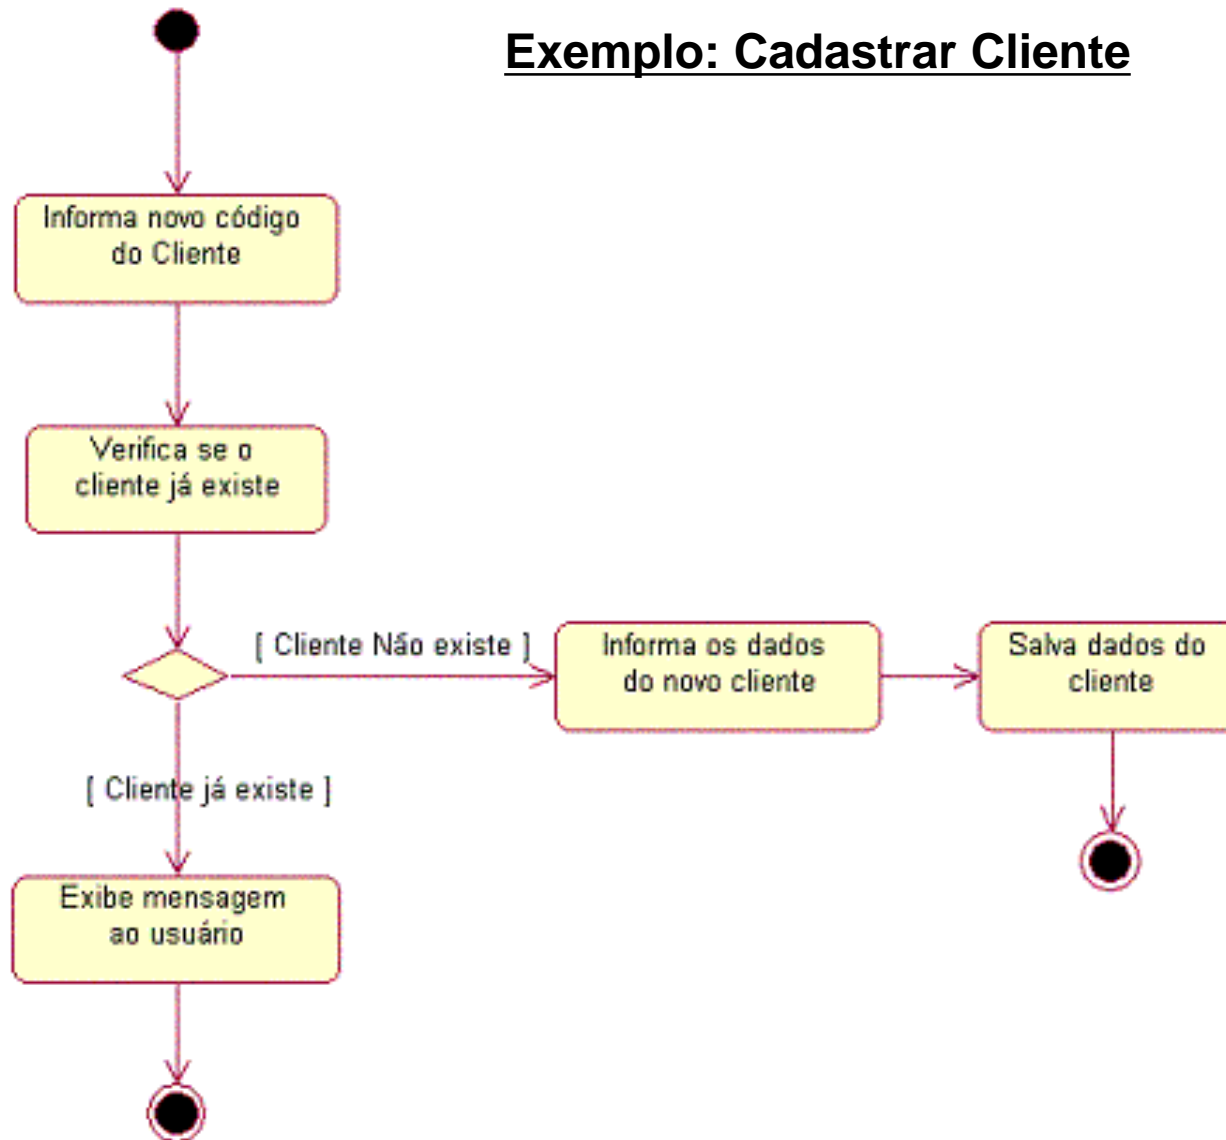 Exemplo: Cadastrar Cliente
Informa novo código
do Cliente
Verifica se o
cliente já existe
[ Cliente Não existe ]
Informa os dados
do novo cliente
Salva dados do
cliente
[ Cliente já existe ]
Exibe mensagem
ao usuário